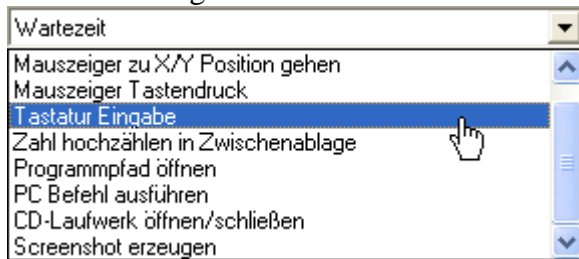 Wartezeit
Mauszeiger zu X/Y Position gehen
Mauszeiger Tastendruck
Tastatur Eingabe
Zahl hochzählen in Zwischenablage
Programmpfad öffnen
PC Befehl ausführen
CD-Laufwerk öffnen/schließen
Screenshot erzeugen